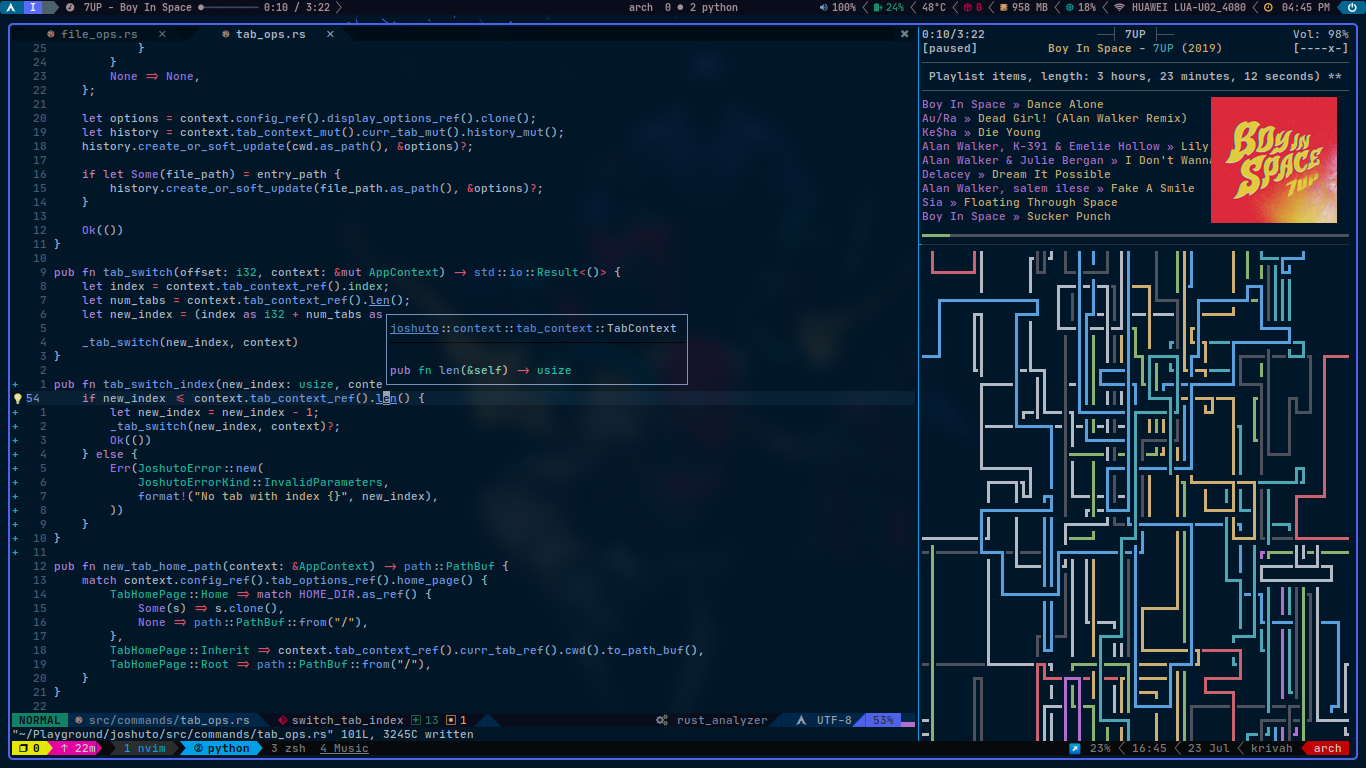 I 7UP - Boy In Space 0:10 / 3:22 arch 0 ● 2 python 100% 24% 48°C 0 958 MB 18% HUAWEI LUA-U02_4080 04:45 PM
file_ops.rs × tab_ops.rs ×
25 }
24 }
23 None ⇒ None,
22 };
21
20 let options = context.config_ref().display_options_ref().clone();
19 let history = context.tab_context_mut().curr_tab_mut().history_mut();
18 history.create_or_soft_update(cwd.as_path(), &options)?;
17
16 if let Some(file_path) = entry_path {
15 history.create_or_soft_update(file_path.as_path(), &options)?;
14 }
13
12 Ok(())
11 }
10
9 pub fn tab_switch(offset: i32, context: &mut AppContext) → std::io::Result<()> {
8 let index = context.tab_context_ref().index;
7 let num_tabs = context.tab_context_ref().len();
6 let new_index = (index as i32 + num_tabs as
5
4 _tab_switch(new_index, context)
3 }
2
+ 1 pub fn tab_switch_index(new_index: usize, conte
54 if new_index ≤ context.tab_context_ref().len() {
+ 1 let new_index = new_index - 1;
+ 2 _tab_switch(new_index, context)?;
+ 3 Ok(())
+ 4 } else {
+ 5 Err(JoshutoError::new(
+ 6 JoshutoErrorKind::InvalidParameters,
+ 7 format!("No tab with index {}", new_index),
+ 8 ))
+ 9 }
+ 10 }
+ 11
12 pub fn new_tab_home_path(context: &AppContext) → path::PathBuf {
13 match context.config_ref().tab_options_ref().home_page() {
14 TabHomePage::Home ⇒ match HOME_DIR.as_ref() {
15 Some(s) ⇒ s.clone(),
16 None ⇒ path::PathBuf::from("/"),
17 },
18 TabHomePage::Inherit ⇒ context.tab_context_ref().curr_tab_ref().cwd().to_path_buf(),
19 TabHomePage::Root ⇒ path::PathBuf::from("/"),
20 }
21 }
22
joshuto::context::tab_context::TabContext
pub fn len(&self) → usize
NORMAL src/commands/tab_ops.rs switch_tab_index 13 1 rust_analyzer UTF-8 53%
"~/Playground/joshuto/src/commands/tab_ops.rs" 101L, 3245C written
0:10/3:22 7UP Vol: 98%
[paused] Boy In Space - 7UP (2019) [----x-]
Playlist items, length: 3 hours, 23 minutes, 12 seconds) **
Boy In Space » Dance Alone
Au/Ra » Dead Girl! (Alan Walker Remix)
Ke$ha » Die Young
Alan Walker, K-391 & Emelie Hollow » Lily
Alan Walker & Julie Bergan » I Don't Wanna
Delacey » Dream It Possible
Alan Walker, salem ilese » Fake A Smile
Sia » Floating Through Space
Boy In Space » Sucker Punch
BOY IN
SPACE
7UP
0 ↑ 22m 1 nvim 2 python 3 zsh 4 Music 23% 16:45 23 Jul krivah arch